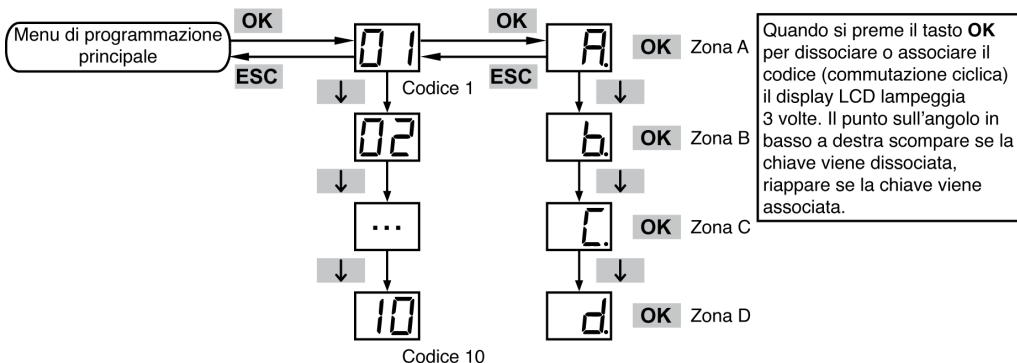 Menu di programmazione
principale
OK
ESC
01
Codice 1
↓
02
↓
...
↓
10
Codice 10
OK
ESC
A.
OK Zona A
↓
b.
OK Zona B
↓
C.
OK Zona C
↓
d.
OK Zona D
Quando si preme il tasto OK
per dissociare o associare il
codice (commutazione ciclica)
il display LCD lampeggia
3 volte. Il punto sull'angolo in
basso a destra scompare se la
chiave viene dissociata,
riappare se la chiave viene
associata.